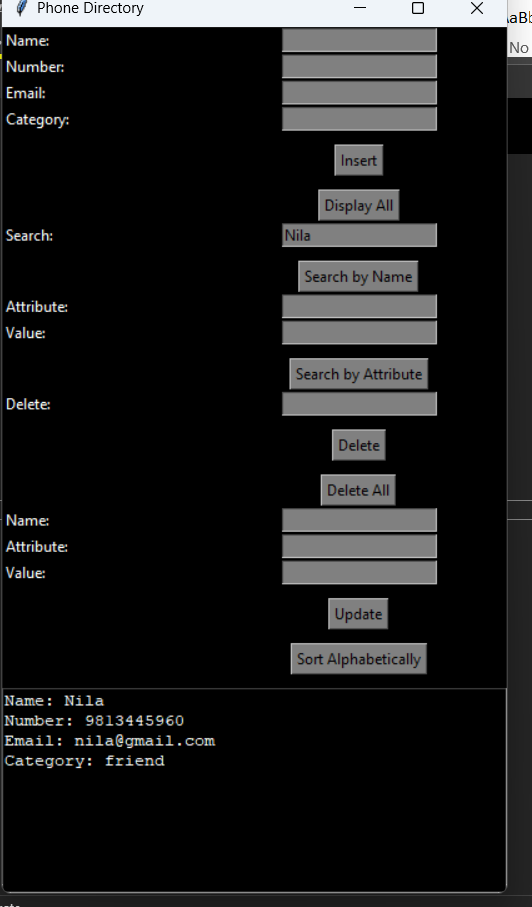 Phone Directory
Name:
Number:
Email:
Category:
Insert
Display All
Search: Nila
Search by Name
Attribute:
Value:
Search by Attribute
Delete:
Delete
Delete All
Name:
Attribute:
Value:
Update
Sort Alphabetically
Name: Nila
Number: 9813445960
Email: nila@gmail.com
Category: friend
No